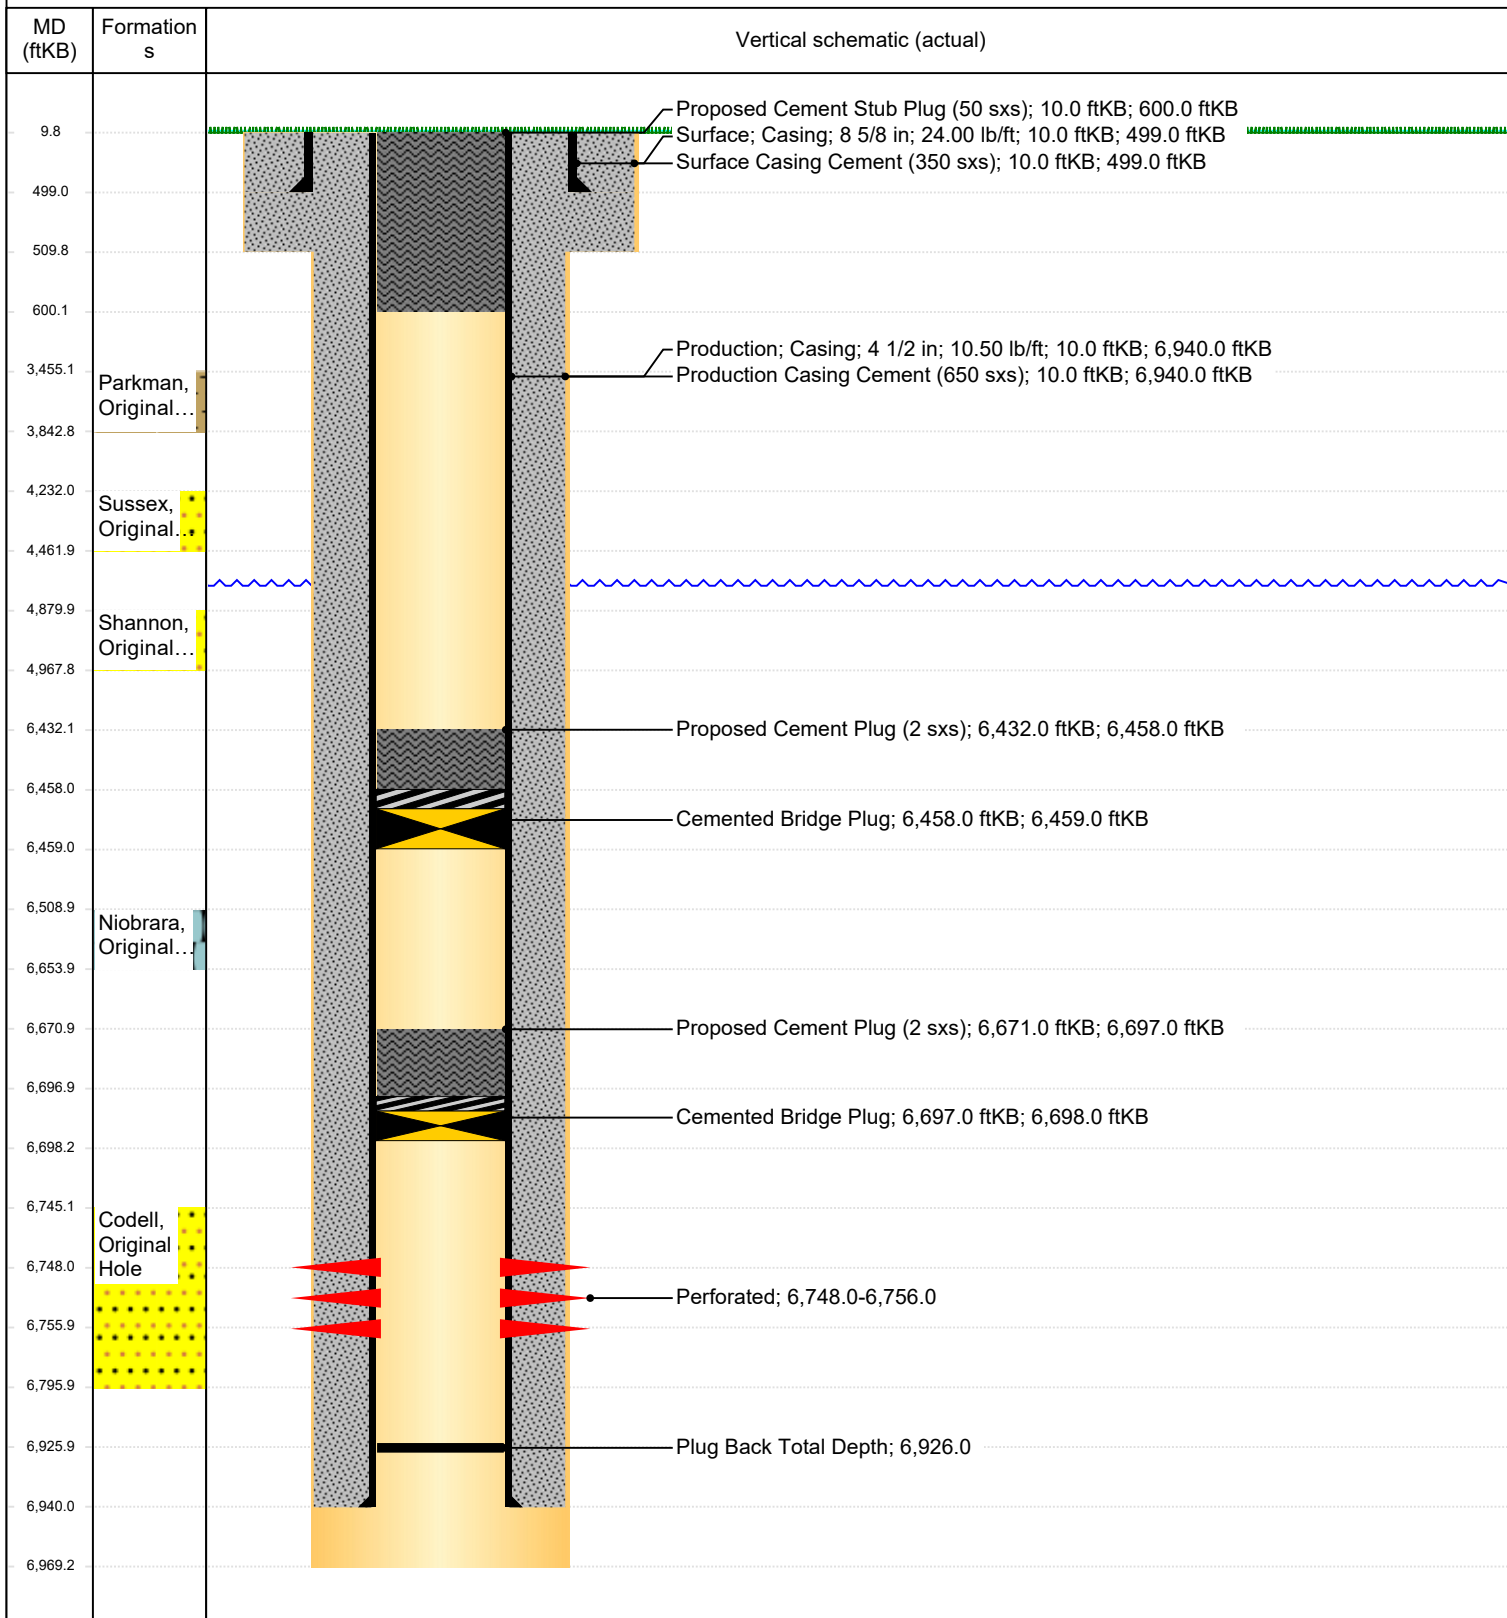 MD
(ftKB)
Formation
s
Vertical schematic (actual)
9.8
Proposed Cement Stub Plug (50 sxs); 10.0 ftKB; 600.0 ftKB
Surface; Casing; 8 5/8 in; 24.00 lb/ft; 10.0 ftKB; 499.0 ftKB
Surface Casing Cement (350 sxs); 10.0 ftKB; 499.0 ftKB
499.0
509.8
600.1
Production; Casing; 4 1/2 in; 10.50 lb/ft; 10.0 ftKB; 6,940.0 ftKB
Production Casing Cement (650 sxs); 10.0 ftKB; 6,940.0 ftKB
3,455.1
Parkman,
Original…
3,842.8
4,232.0
Sussex,
Original…
4,461.9
4,879.9
Shannon,
Original…
4,967.8
6,432.1
Proposed Cement Plug (2 sxs); 6,432.0 ftKB; 6,458.0 ftKB
6,458.0
Cemented Bridge Plug; 6,458.0 ftKB; 6,459.0 ftKB
6,459.0
6,508.9
Niobrara,
Original…
6,653.9
6,670.9
Proposed Cement Plug (2 sxs); 6,671.0 ftKB; 6,697.0 ftKB
6,696.9
Cemented Bridge Plug; 6,697.0 ftKB; 6,698.0 ftKB
6,698.2
6,745.1
Codell,
Original
Hole
6,748.0
Perforated; 6,748.0-6,756.0
6,755.9
6,795.9
6,925.9
Plug Back Total Depth; 6,926.0
6,940.0
6,969.2